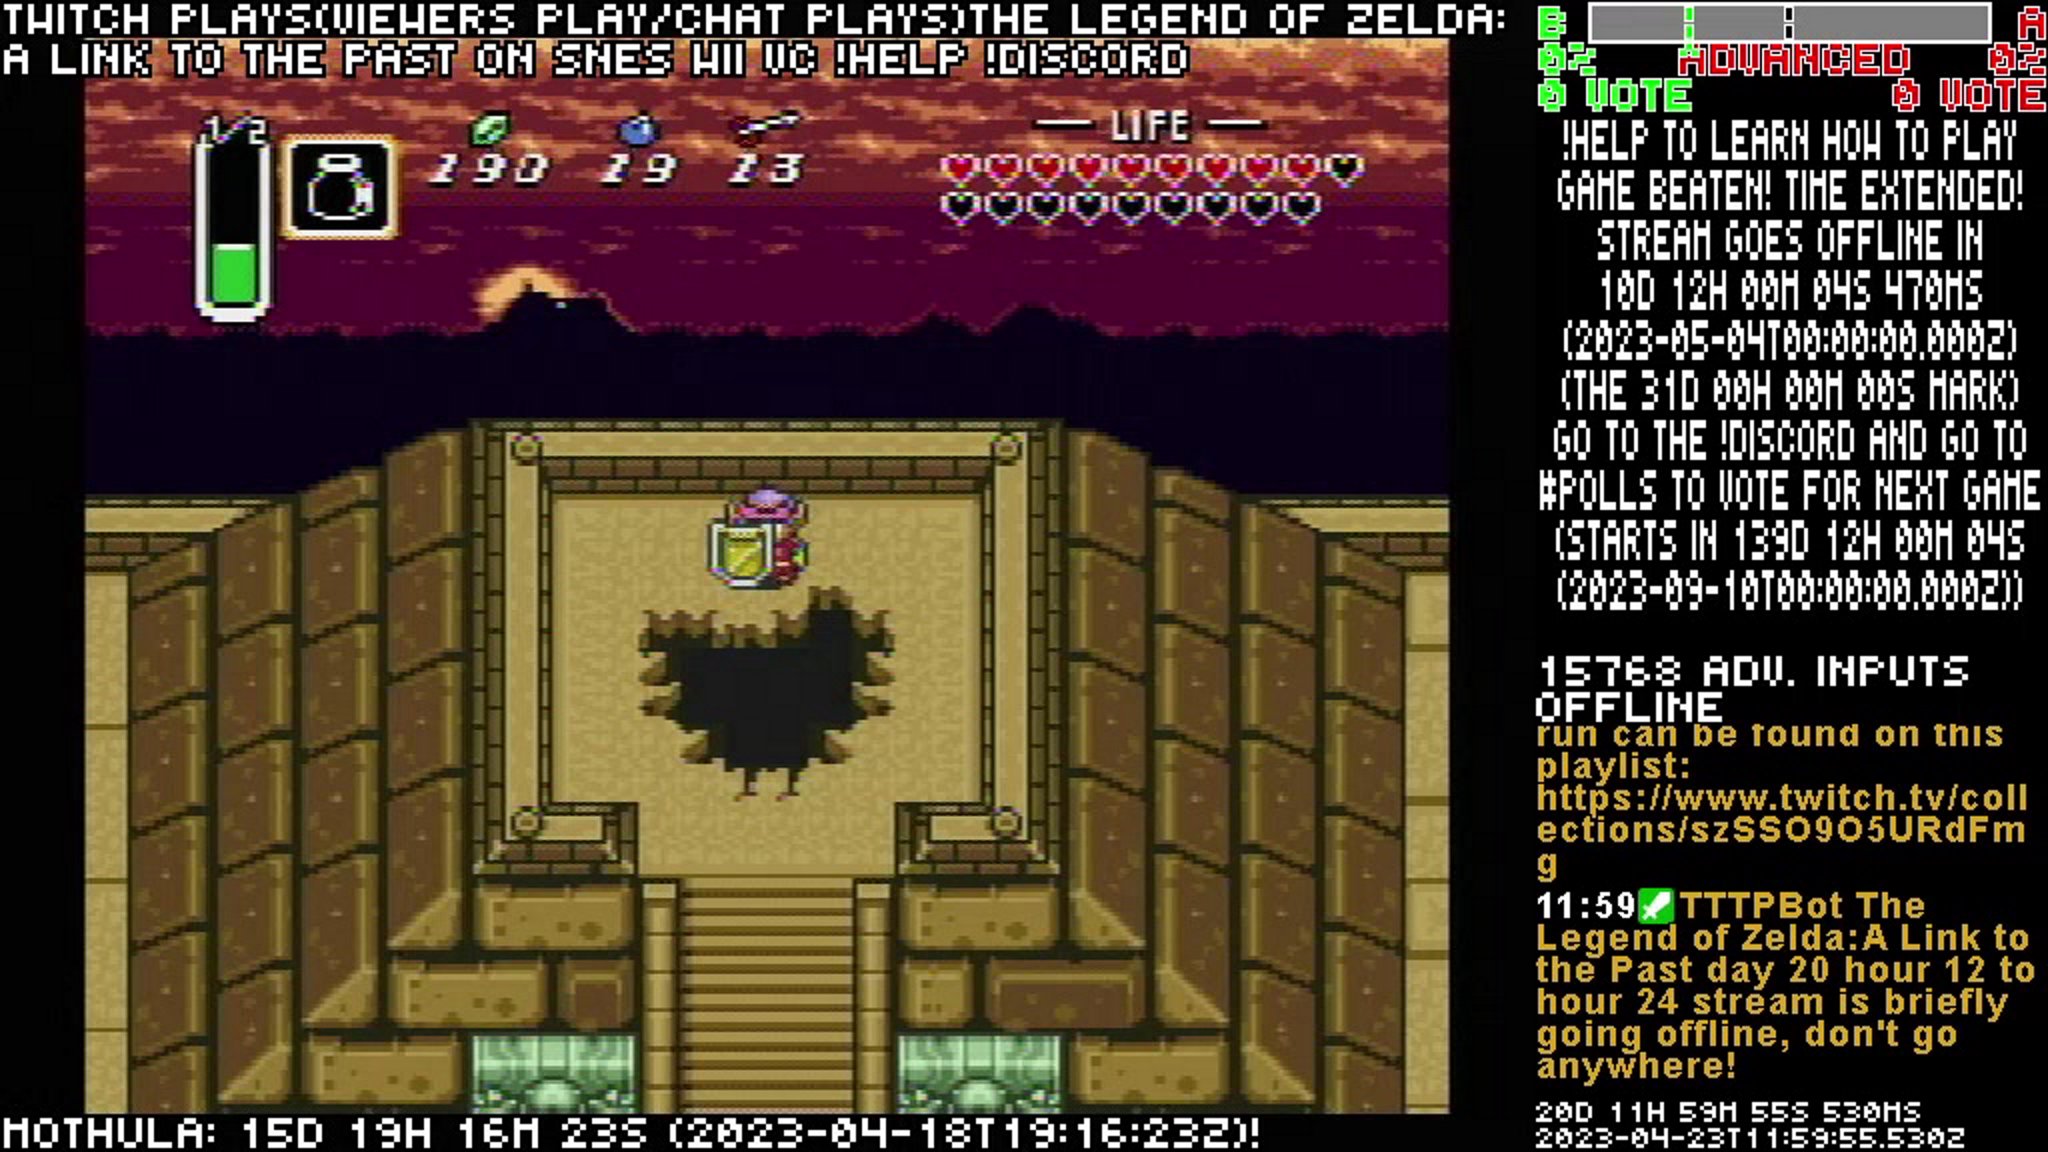 TWITCH PLAYS(VIEWERS PLAY/CHAT PLAYS)THE LEGEND OF ZELDA:
A LINK TO THE PAST ON SNES WII VC !HELP !DISCORD
1/2
190 19 13
LIFE
B A
0% ADVANCED 0%
0 VOTE 0 VOTE
!HELP TO LEARN HOW TO PLAY
GAME BEATEN! TIME EXTENDED!
STREAM GOES OFFLINE IN
10D 12H 00M 04S 470MS
(2023-05-04T00:00:00.000Z)
(THE 31D 00H 00M 00S MARK)
GO TO THE !DISCORD AND GO TO
#POLLS TO VOTE FOR NEXT GAME
(STARTS IN 139D 12H 00M 04S
(2023-09-10T00:00:00.000Z))
15768 ADV. INPUTS
OFFLINE
run can be found on this
playlist:
https://www.twitch.tv/coll
ections/szSSO9O5URdFm
g
11:59 TTTPBot The
Legend of Zelda:A Link to
the Past day 20 hour 12 to
hour 24 stream is briefly
going offline, don't go
anywhere!
20D 11H 59M 55S 530MS
2023-04-23T11:59:55.530Z
MOTHULA: 15D 19H 16M 23S (2023-04-18T19:16:23Z)!